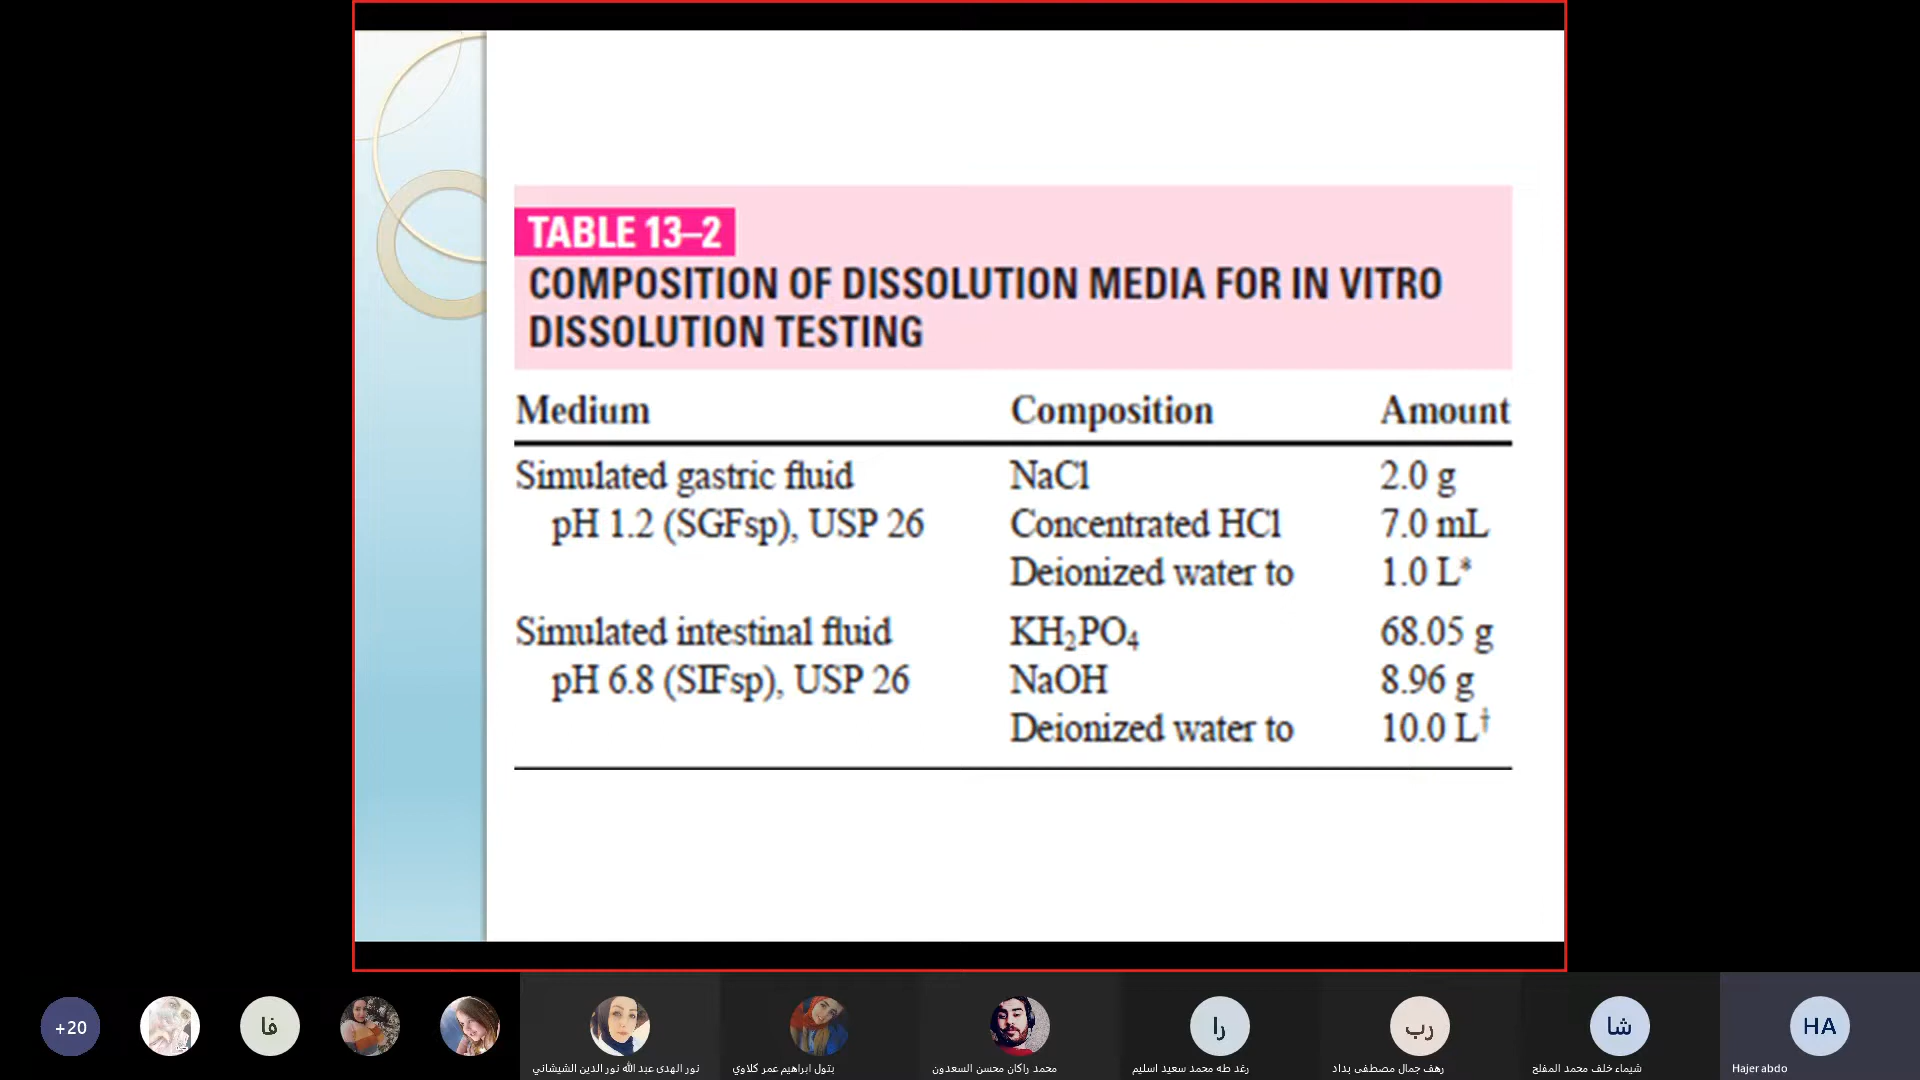 TABLE 13–2
COMPOSITION OF DISSOLUTION MEDIA FOR IN VITRO
DISSOLUTION TESTING
Medium Composition Amount
Simulated gastric fluid NaCl 2.0 g
pH 1.2 (SGFsp), USP 26 Concentrated HCl 7.0 mL
Deionized water to 1.0 L*
Simulated intestinal fluid KH₂PO₄ 68.05 g
pH 6.8 (SIFsp), USP 26 NaOH 8.96 g
Deionized water to 10.0 L†
+20
فا
را
رب
شا
HA
نور الهدى عبد الله نور الدين الشيشاني
بتول ابراهيم عمر كلاوي
محمد راكان محسن السعدون
رغد طه محمد سعيد اسليم
رهف جمال مصطفى بداد
شيماء خلف محمد المفلح
Hajer abdo